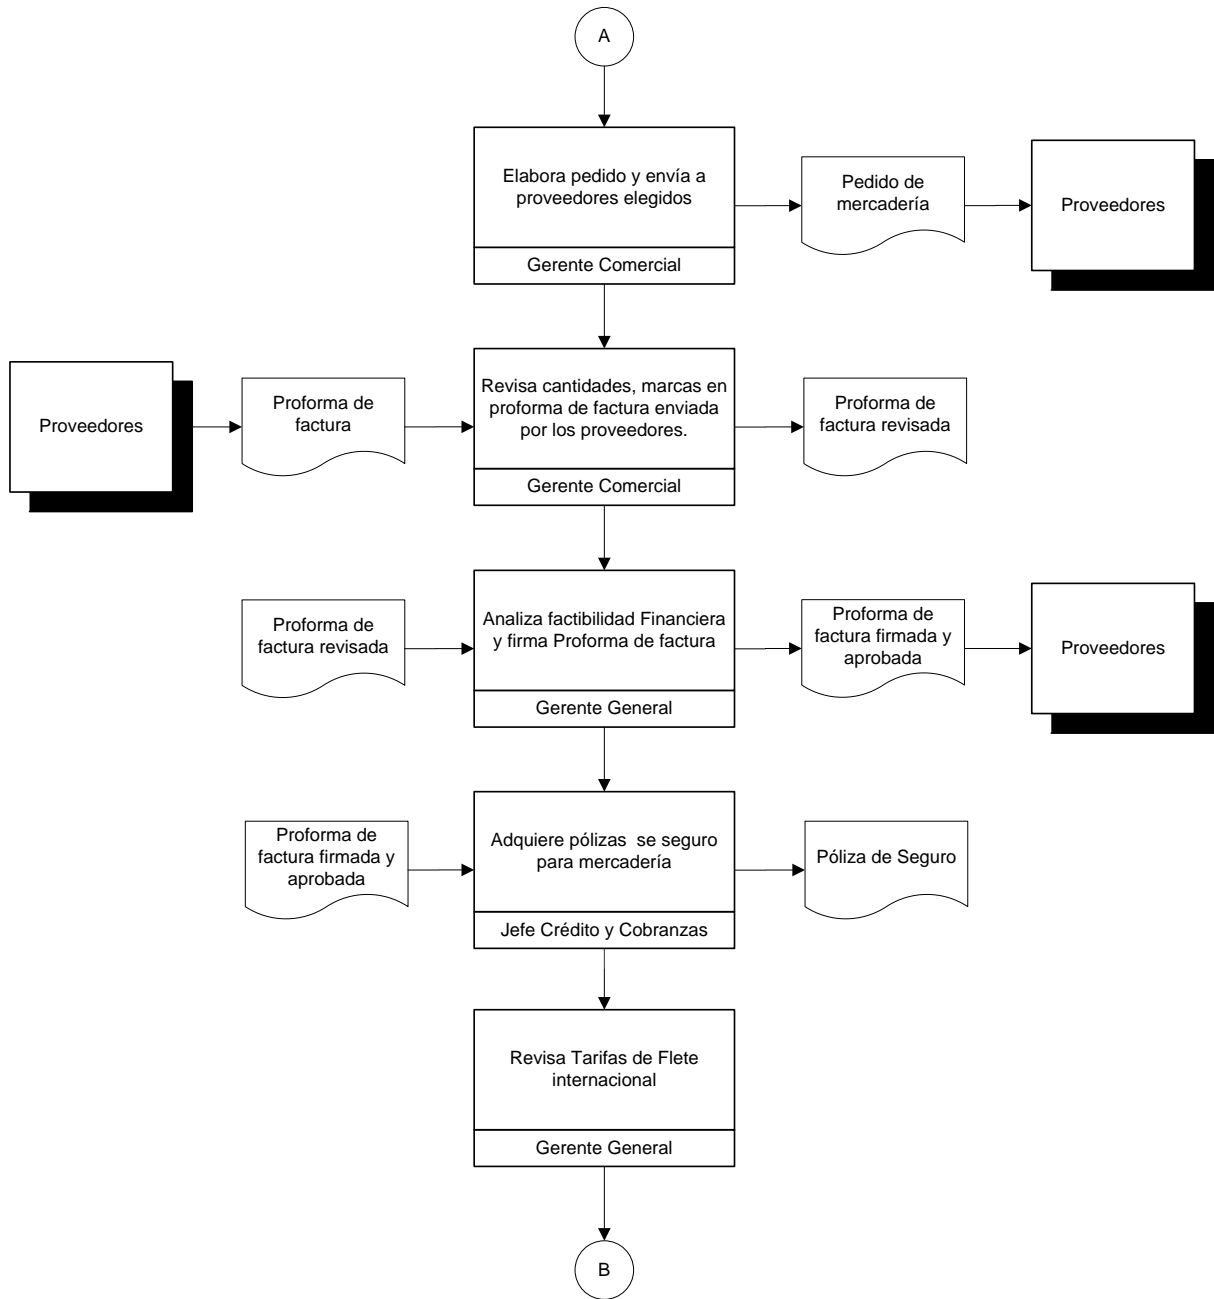 A
Elabora pedido y envía a
proveedores elegidos
Gerente Comercial
Pedido de
mercadería
Proveedores
Proveedores
Proforma de
factura
Revisa cantidades, marcas en
proforma de factura enviada
por los proveedores.
Gerente Comercial
Proforma de
factura revisada
Proforma de
factura revisada
Analiza factibilidad Financiera
y firma Proforma de factura
Gerente General
Proforma de
factura firmada y
aprobada
Proveedores
Proforma de
factura firmada y
aprobada
Adquiere pólizas  se seguro
para mercadería
Jefe Crédito y Cobranzas
Póliza de Seguro
Revisa Tarifas de Flete
internacional
Gerente General
B